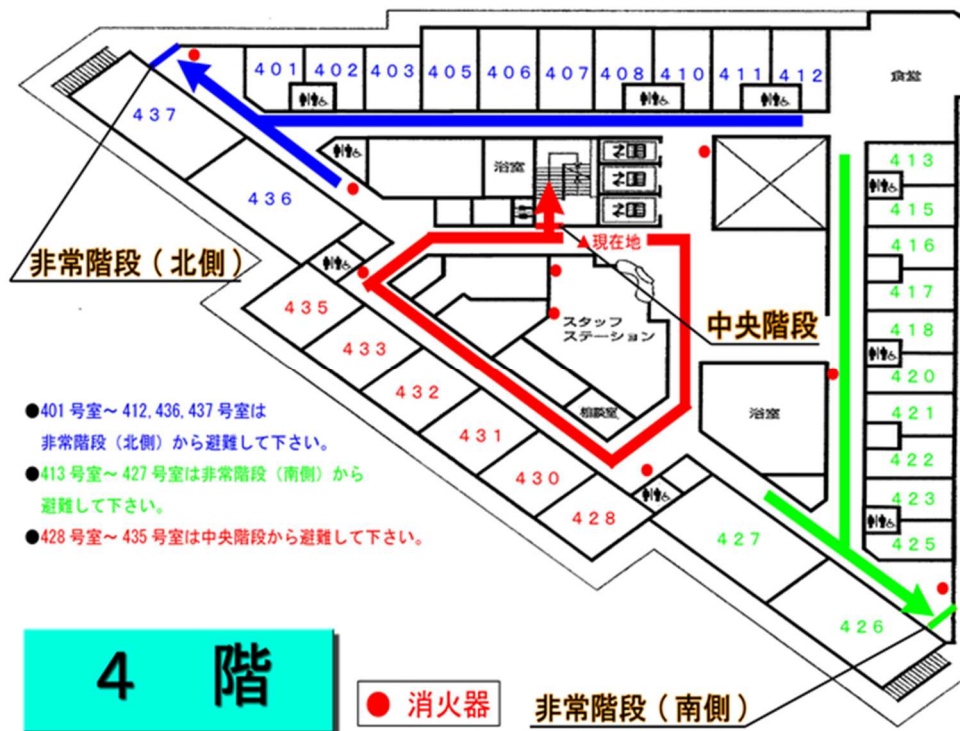 401 402 403 405 406 407 408 410 411 412
食堂
437
浴室
413
436
415
▲現在地
416
非常階段（北側）
417
435
スタッフ
ステーション
中央階段
418
433
420
432
相談室
浴室
421
●401 号室～ 412, 436, 437 号室は
非常階段（北側）から避難して下さい。
431
422
●413 号室～ 427 号室は非常階段（南側）から
避難して下さい。
430
423
428
●428 号室～ 435 号室は中央階段から避難して下さい。
427
425
426
4 階
消火器
非常階段（南側）